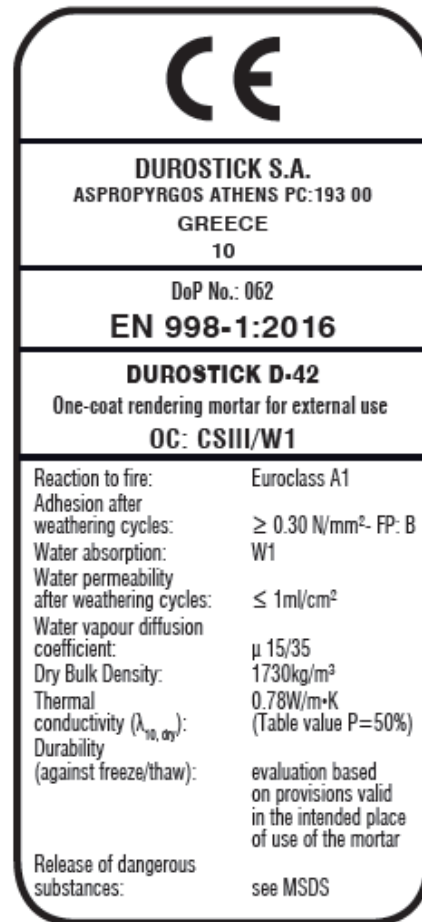 CE
DUROSTICK S.A.
ASPROPYRGOS ATHENS PC:193 00
GREECE
10
DoP No.: 062
EN 998-1:2016
DUROSTICK D-42
One-coat rendering mortar for external use
OC: CSIII/W1
Reaction to fire: Euroclass A1
Adhesion after
weathering cycles: ≥ 0.30 N/mm²- FP: B
Water absorption: W1
Water permeability
after weathering cycles: ≤ 1ml/cm²
Water vapour diffusion
coefficient: μ 15/35
Dry Bulk Density: 1730kg/m³
Thermal 0.78W/m•K
conductivity (λ10, dry): (Table value P=50%)
Durability
(against freeze/thaw): evaluation based
on provisions valid
in the intended place
of use of the mortar
Release of dangerous
substances: see MSDS